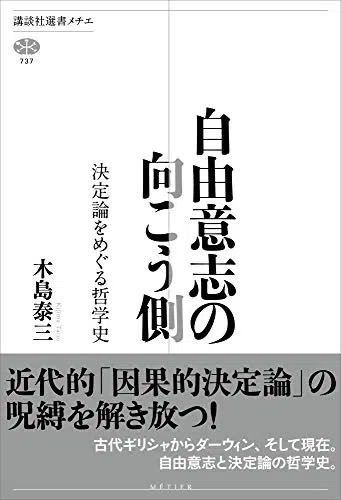 講談社選書メチエ
737
自由意志の
向こう側
決定論をめぐる哲学史
木島泰三
Kijima Taizo
近代的「因果的決定論」の
呪縛を解き放つ!
古代ギリシャからダーウィン、そして現在。
自由意志と決定論の哲学史。
MÉTIER